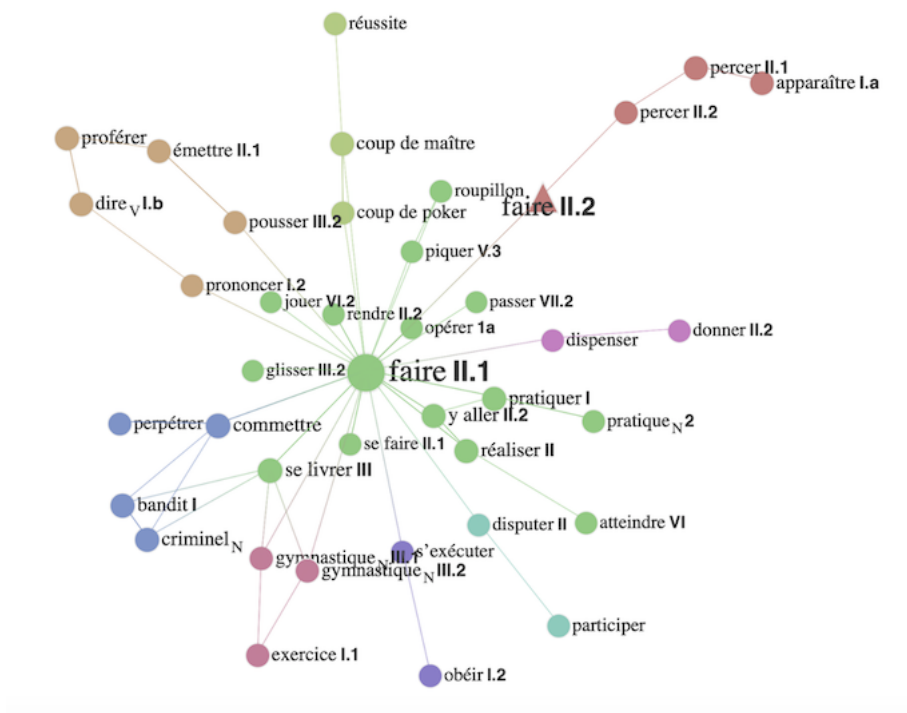 réussite
percer II.1
apparaître I.a
percer II.2
proférer
coup de maître
émettre II.1
roupillon
dire V I.b
faire II.2
coup de poker
pousser III.2
piquer V.3
prononcer I.2
jouer VI.2
passer VII.2
rendre II.2
opérer 1a
donner II.2
dispenser
glisser III.2
faire II.1
pratiquer I
y aller II.2
perpétrer
commettre
pratique N 2
se faire II.1
réaliser II
se livrer III
bandit I
disputer II
atteindre VI
criminel N
s'exécuter
gymnastique N III.1
gymnastique N III.2
participer
exercice I.1
obéir I.2